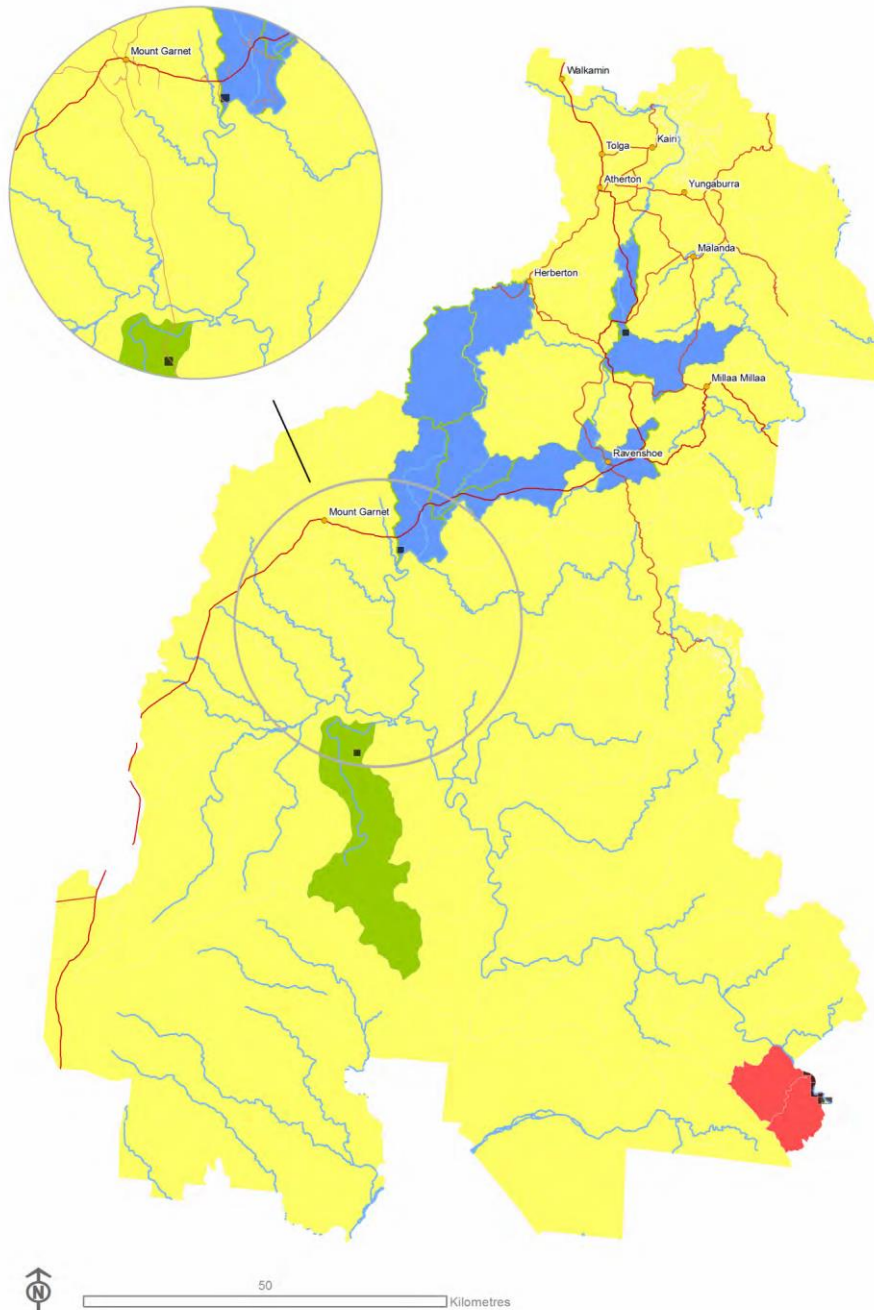 Mount Garnet
Walkamin
Tolga
Kairi
Atherton
Yungaburra
Malanda
Herberton
Millaa Millaa
Ravenshoe
Mount Garnet
N
50
Kilometres